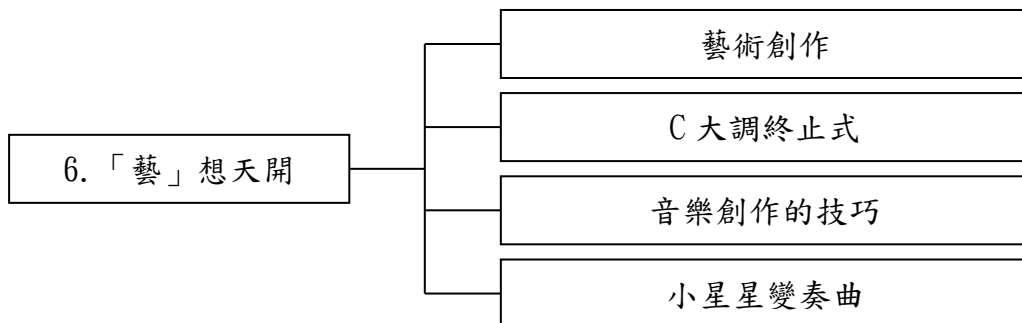 6.「藝」想天開
藝術創作
C 大調終止式
音樂創作的技巧
小星星變奏曲